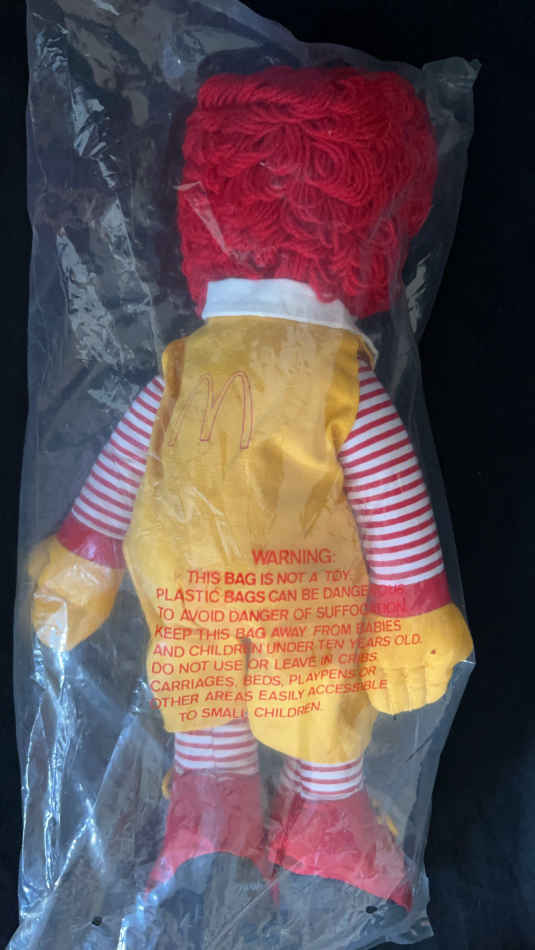 M
WARNING:
THIS BAG IS NOT A TOY.
PLASTIC BAGS CAN BE DANGEROUS.
TO AVOID DANGER OF SUFFOCATION
KEEP THIS BAG AWAY FROM BABIES
AND CHILDREN UNDER TEN YEARS OLD.
DO NOT USE OR LEAVE IN CRIBS,
CARRIAGES, BEDS, PLAYPENS OR
OTHER AREAS EASILY ACCESSIBLE
TO SMALL CHILDREN.